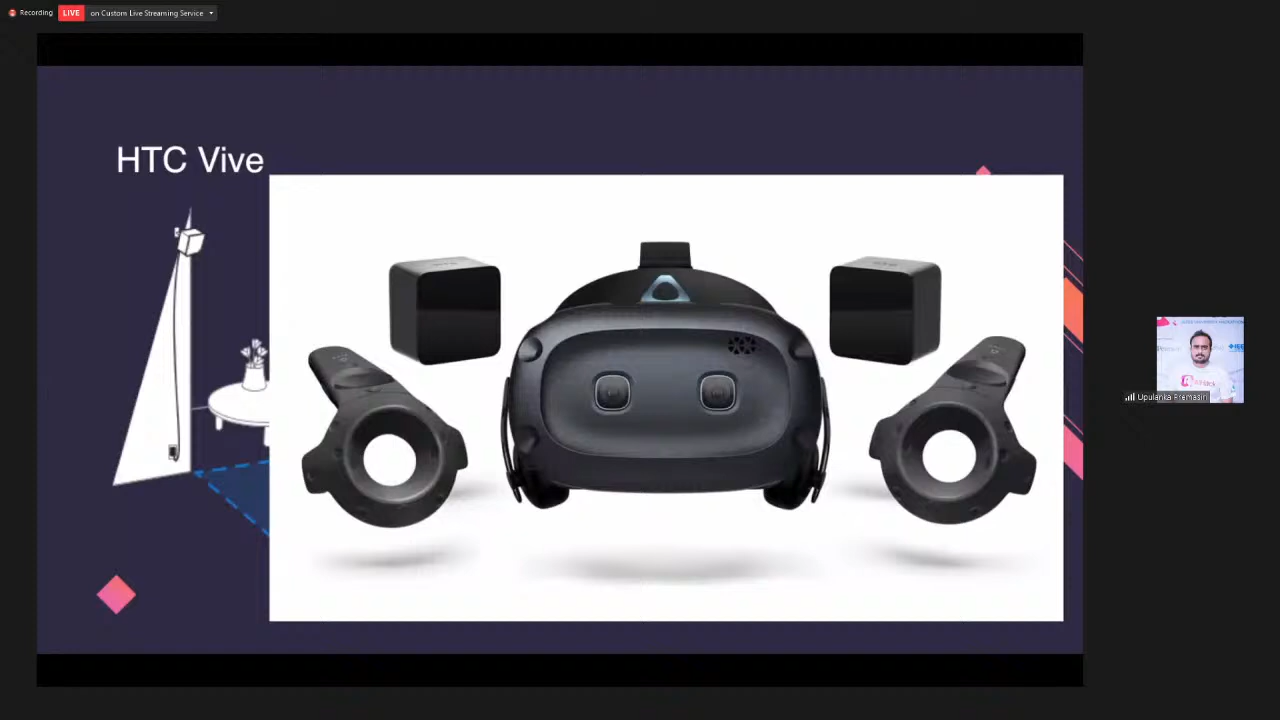 Recording
LIVE
on Custom Live Streaming Service
HTC Vive
Upulanka Premasiri